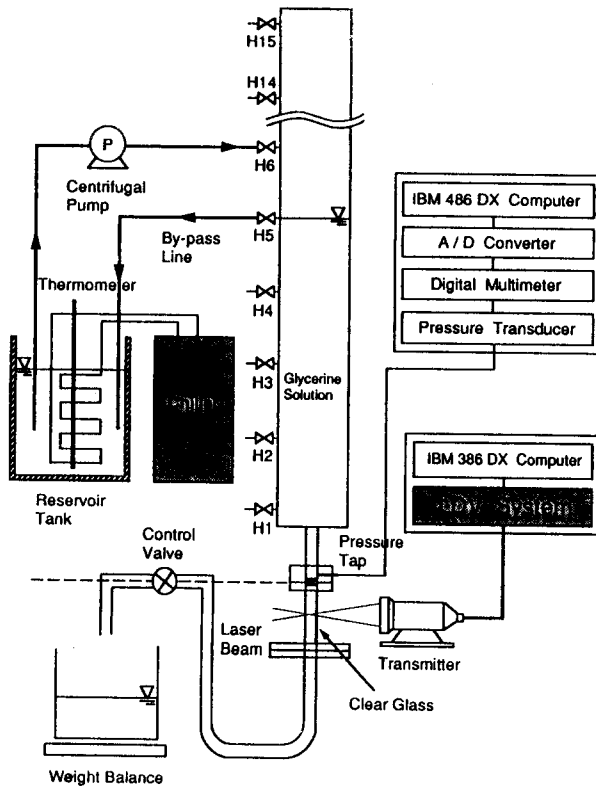 H15
H14
P
H6
Centrifugal
Pump
IBM 486 DX Computer
By-pass
Line
H5
A / D Converter
Thermometer
Digital Multimeter
H4
Pressure Transducer
H3
Glycerine
Solution
H2
IBM 386 DX Computer
System
Reservoir
Tank
H1
Control
Valve
Pressure
Tap
Laser
Beam
Transmitter
Clear Glass
Weight Balance